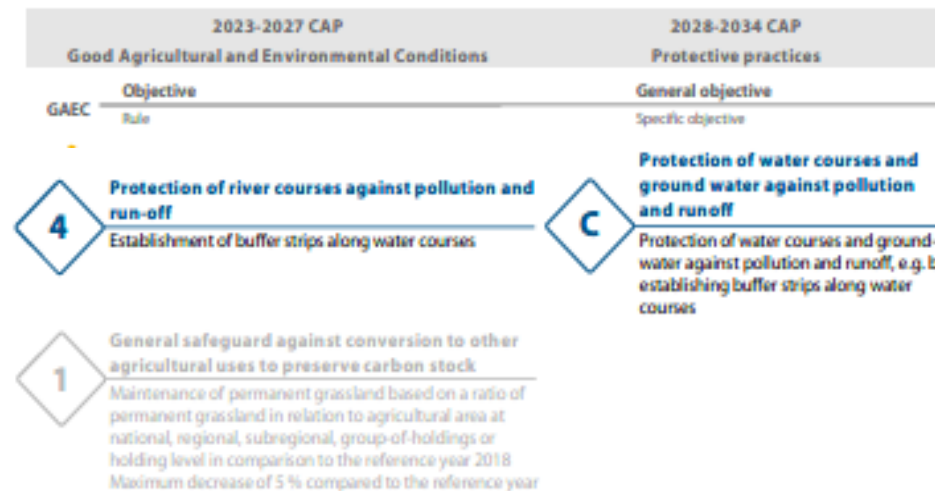 2023-2027 CAP
Good Agricultural and Environmental Conditions
2028-2034 CAP
Protective practices
GAEC
Objective
Rule
General objective
Specific objective
4
Protection of river courses against pollution and
run-off
Establishment of buffer strips along water courses
C
Protection of water courses and
ground water against pollution
and runoff
Protection of water courses and ground-
water against pollution and runoff, e.g. b
establishing buffer strips along water
courses
1
General safeguard against conversion to other
agricultural uses to preserve carbon stock
Maintenance of permanent grassland based on a ratio of
permanent grassland in relation to agricultural area at
national, regional, subregional, group-of-holdings or
holding level in comparison to the reference year 2018
Maximum decrease of 5 % compared to the reference year